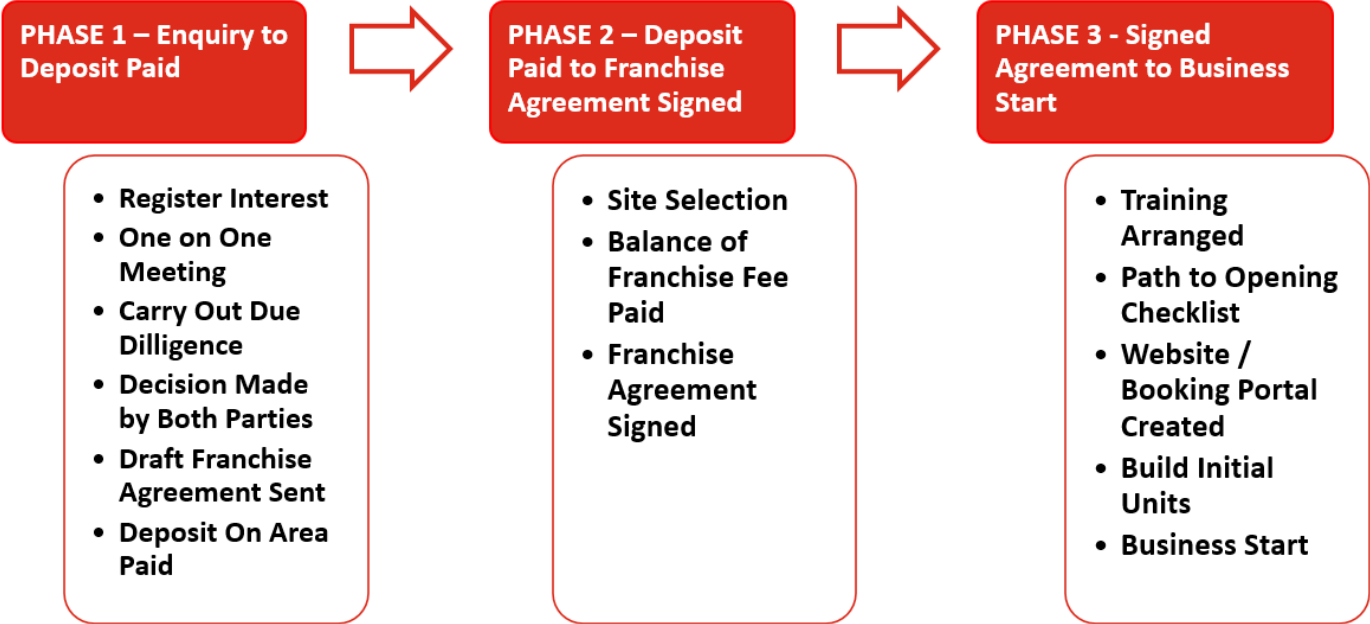 PHASE 1 – Enquiry to
Deposit Paid
• Register Interest
• One on One
Meeting
• Carry Out Due
Dilligence
• Decision Made
by Both Parties
• Draft Franchise
Agreement Sent
• Deposit On Area
Paid
PHASE 2 – Deposit
Paid to Franchise
Agreement Signed
• Site Selection
• Balance of
Franchise Fee
Paid
• Franchise
Agreement
Signed
PHASE 3 - Signed
Agreement to Business
Start
• Training
Arranged
• Path to Opening
Checklist
• Website /
Booking Portal
Created
• Build Initial
Units
• Business Start